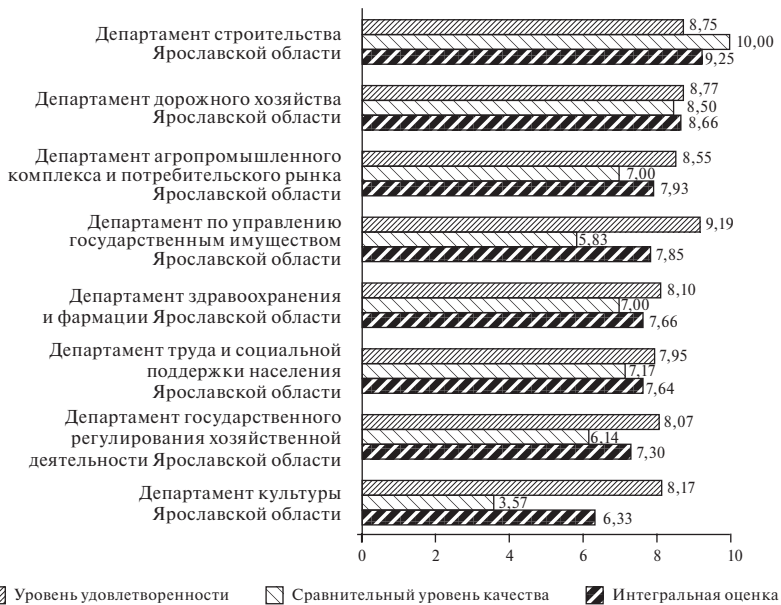 Департамент строительства
Ярославской области
8,75
10,00
9,25
Департамент дорожного хозяйства
Ярославской области
8,77
8,50
8,66
Департамент агропромышленного
комплекса и потребительского рынка
Ярославской области
8,55
7,00
7,93
Департамент по управлению
государственным имуществом
Ярославской области
9,19
5,83
7,85
Департамент здравоохранения
и фармации Ярославской области
8,10
7,00
7,66
Департамент труда и социальной
поддержки населения
Ярославской области
7,95
7,17
7,64
Департамент государственного
регулирования хозяйственной
деятельности Ярославской области
8,07
6,14
7,30
Департамент культуры
Ярославской области
8,17
3,57
6,33
0 2 4 6 8 10
Уровень удовлетворенности Сравнительный уровень качества Интегральная оценка